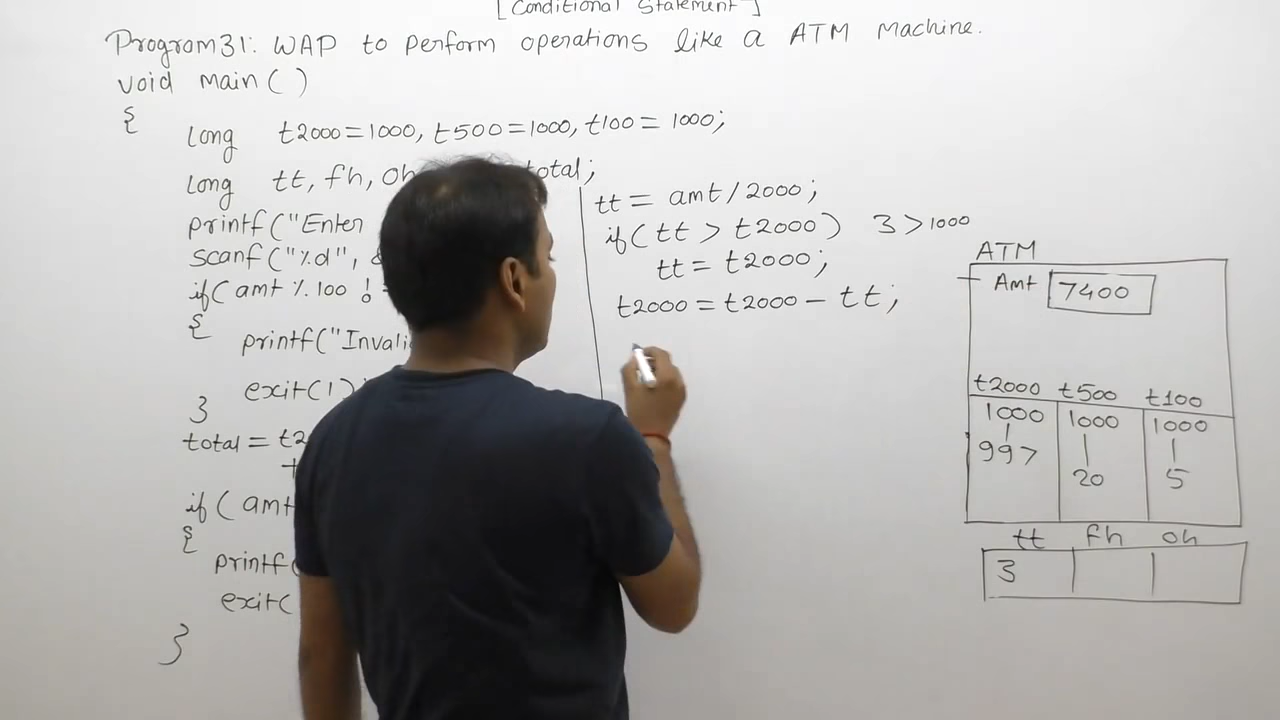 [Conditional Statement]
Program31: WAP to perform operations like a ATM Machine.
void main( )
{
long t2000=1000, t500=1000, t100= 1000;
long tt, fh, oh total;
printf("Enter
scanf("%d",
if(amt %.100 !
{
printf("Invali
exit(1)
}
total = t2
+
if( amt
{
printf(
exit(
}
tt = amt/2000;
if( tt > t2000) 3 > 1000
tt = t2000;
t2000 = t2000 - tt;
ATM
Amt 7400
t2000 t500 t100
1000 1000 1000
997 20 5
tt fh oh
3